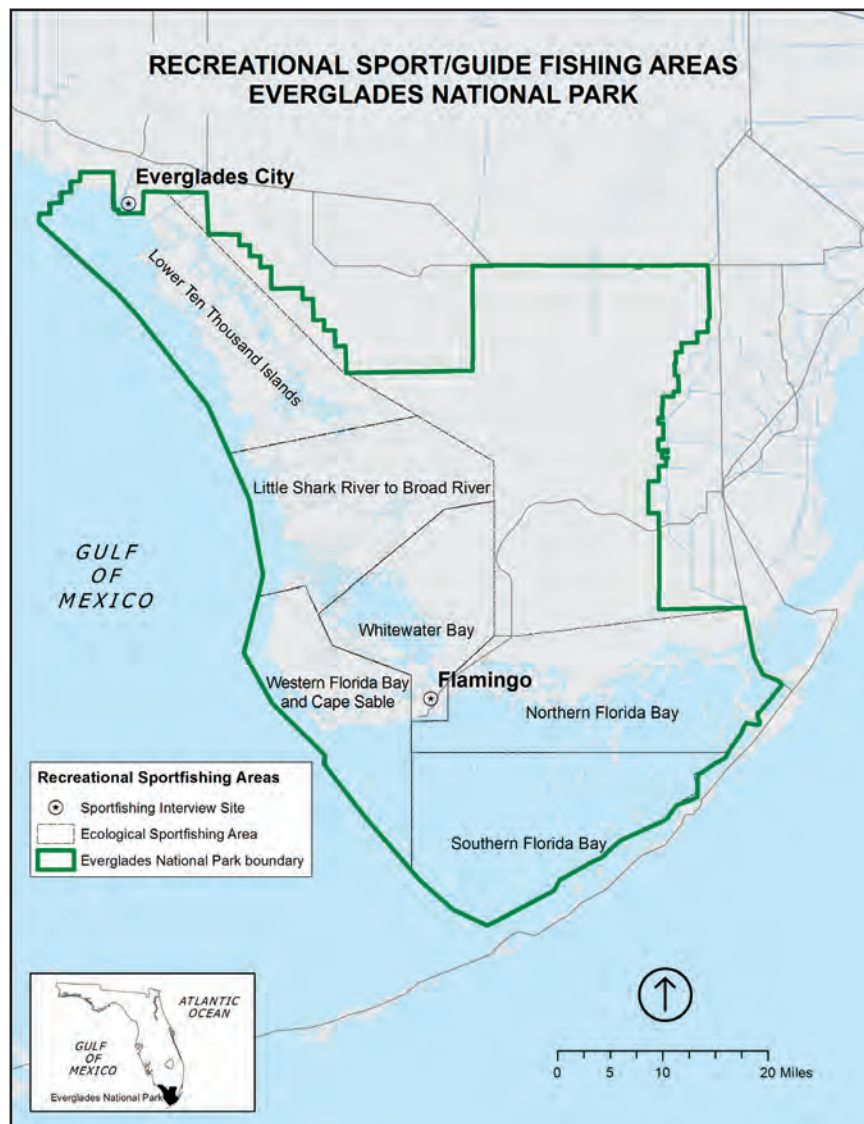 RECREATIONAL SPORT/GUIDE FISHING AREAS
EVERGLADES NATIONAL PARK
Everglades City
Lower Ten Thousand Islands
Little Shark River to Broad River
GULF
OF
MEXICO
Whitewater Bay
Western Florida Bay
and Cape Sable
Flamingo
Northern Florida Bay
Southern Florida Bay
Recreational Sportfishing Areas
Sportfishing Interview Site
Ecological Sportfishing Area
Everglades National Park boundary
ATLANTIC
OCEAN
GULF
OF
MEXICO
Everglades National Park
0 5 10 20 Miles